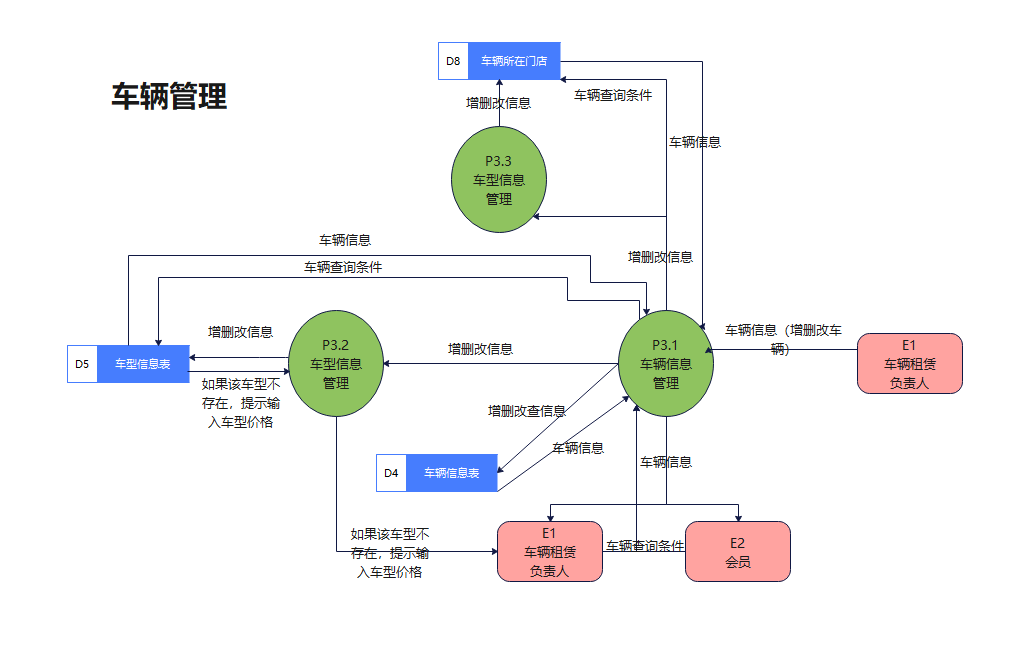 D8
车辆所在门店
车辆管理
增删改信息
车辆查询条件
车辆信息
P3.3
车型信息
管理
车辆信息
增删改信息
车辆查询条件
增删改信息
车辆信息（增删改车
辆）
P3.2
车型信息
管理
增删改信息
P3.1
车辆信息
管理
E1
车辆租赁
负责人
D5
车型信息表
如果该车型不
存在，提示输
入车型价格
增删改查信息
车辆信息
车辆信息
D4
车辆信息表
如果该车型不
存在，提示输
入车型价格
E1
车辆租赁
负责人
车辆查询条件
E2
会员